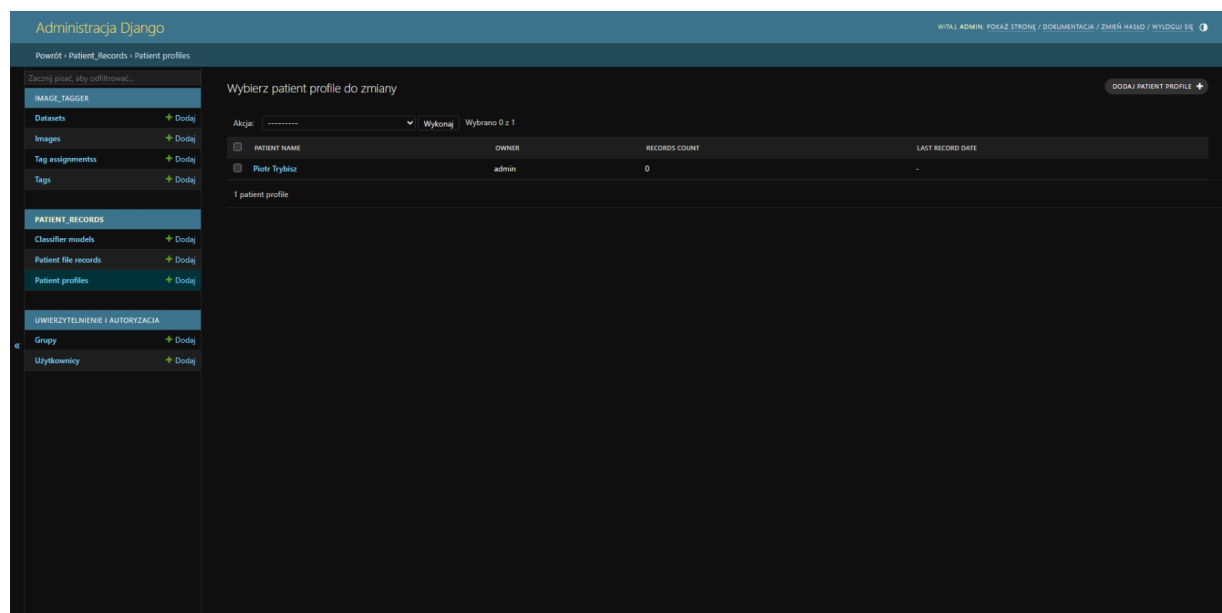 Administracja Django
WITAJ, ADMIN. POKAŻ STRONĘ / DOKUMENTACJA / ZMIEŃ HASŁO / WYLOGUJ SIĘ
Powrót › Patient_Records › Patient profiles
Zacznij pisać, aby odfiltrować...
IMAGE_TAGGER
Datasets + Dodaj
Images + Dodaj
Tag assignmentss + Dodaj
Tags + Dodaj
PATIENT_RECORDS
Classifier models + Dodaj
Patient file records + Dodaj
Patient profiles + Dodaj
UWIERZYTELNIENIE I AUTORYZACJA
Grupy + Dodaj
Użytkownicy + Dodaj
«
Wybierz patient profile do zmiany
DODAJ PATIENT PROFILE +
Akcja: --------- Wykonaj Wybrano 0 z 1
PATIENT NAME OWNER RECORDS COUNT LAST RECORD DATE
Piotr Trybisz admin 0 -
1 patient profile